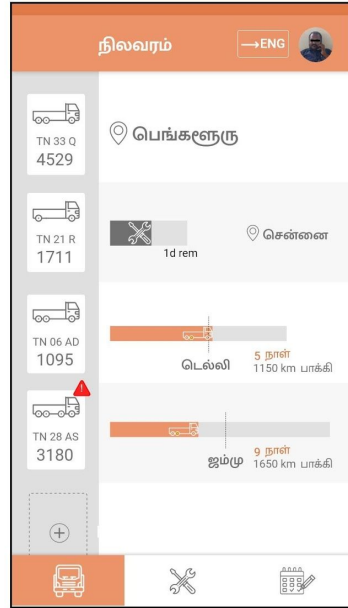 நிலவரம்
→ENG
TN 33 Q
4529
பெங்களூரு
TN 21 R
1711
1d rem
சென்னை
TN 06 AD
1095
டெல்லி
5 நாள்
1150 km பாக்கி
TN 28 AS
3180
ஜம்மு
9 நாள்
1650 km பாக்கி